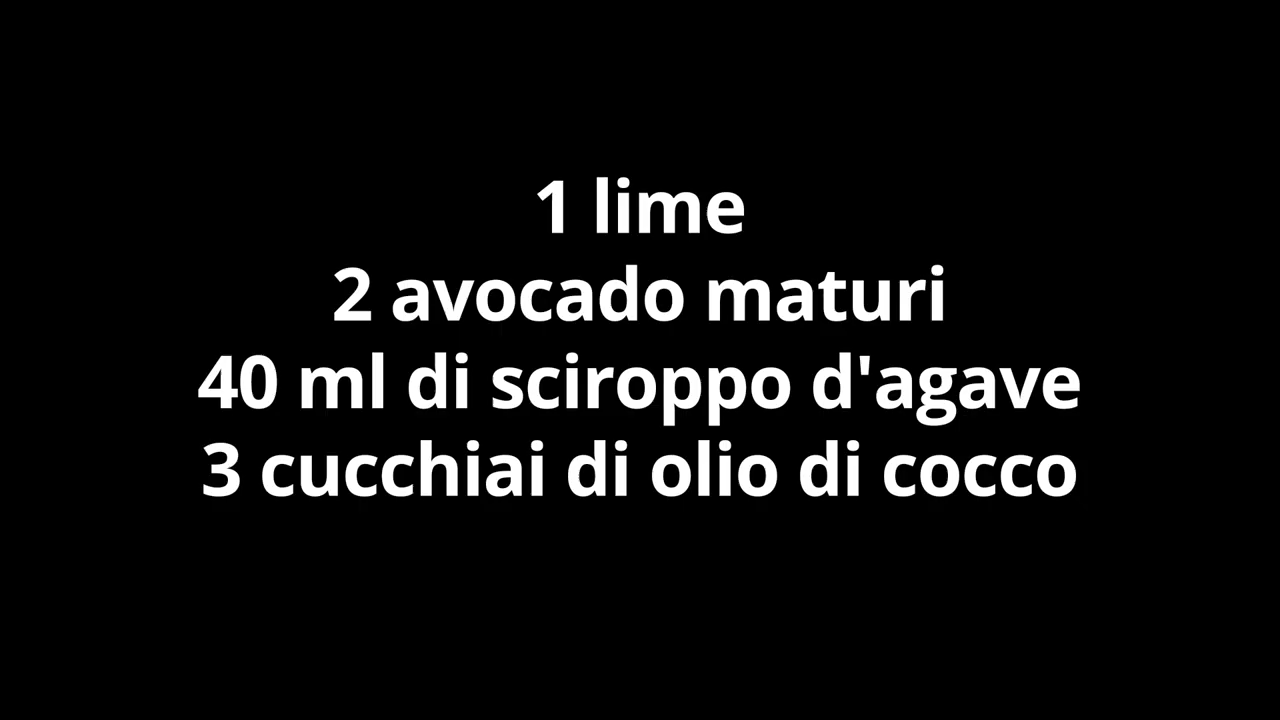 1 lime
2 avocado maturi
40 ml di sciroppo d'agave
3 cucchiai di olio di cocco